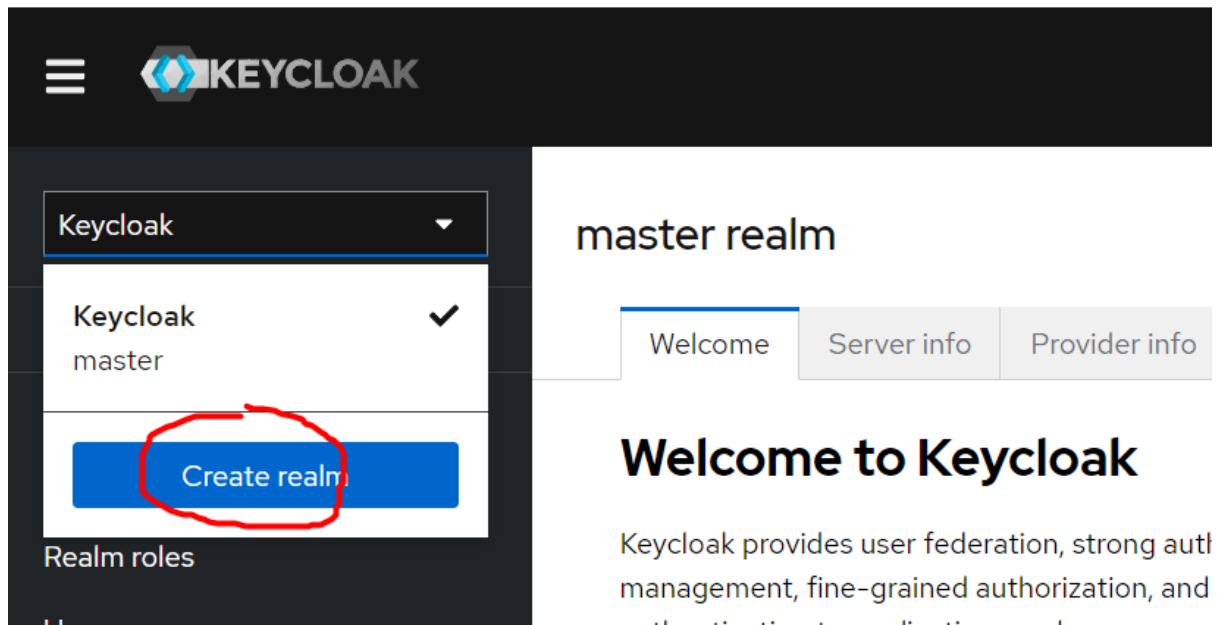 KEYCLOAK
Keycloak
Keycloak
master
Create realm
Realm roles
master realm
Welcome
Server info
Provider info
Welcome to Keycloak
Keycloak provides user federation, strong auth
management, fine-grained authorization, and